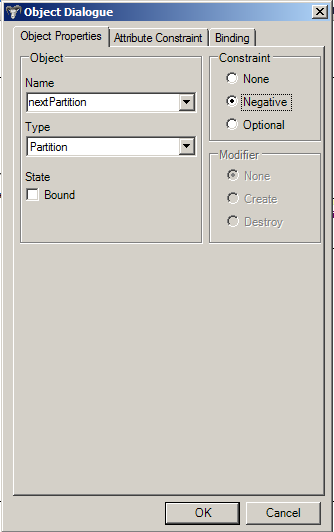 Object Dialogue
Object Properties
Attribute Constraint
Binding
Object
Name
nextPartition
Type
Partition
State
Bound
Constraint
None
Negative
Optional
Modifier
None
Create
Destroy
OK
Cancel